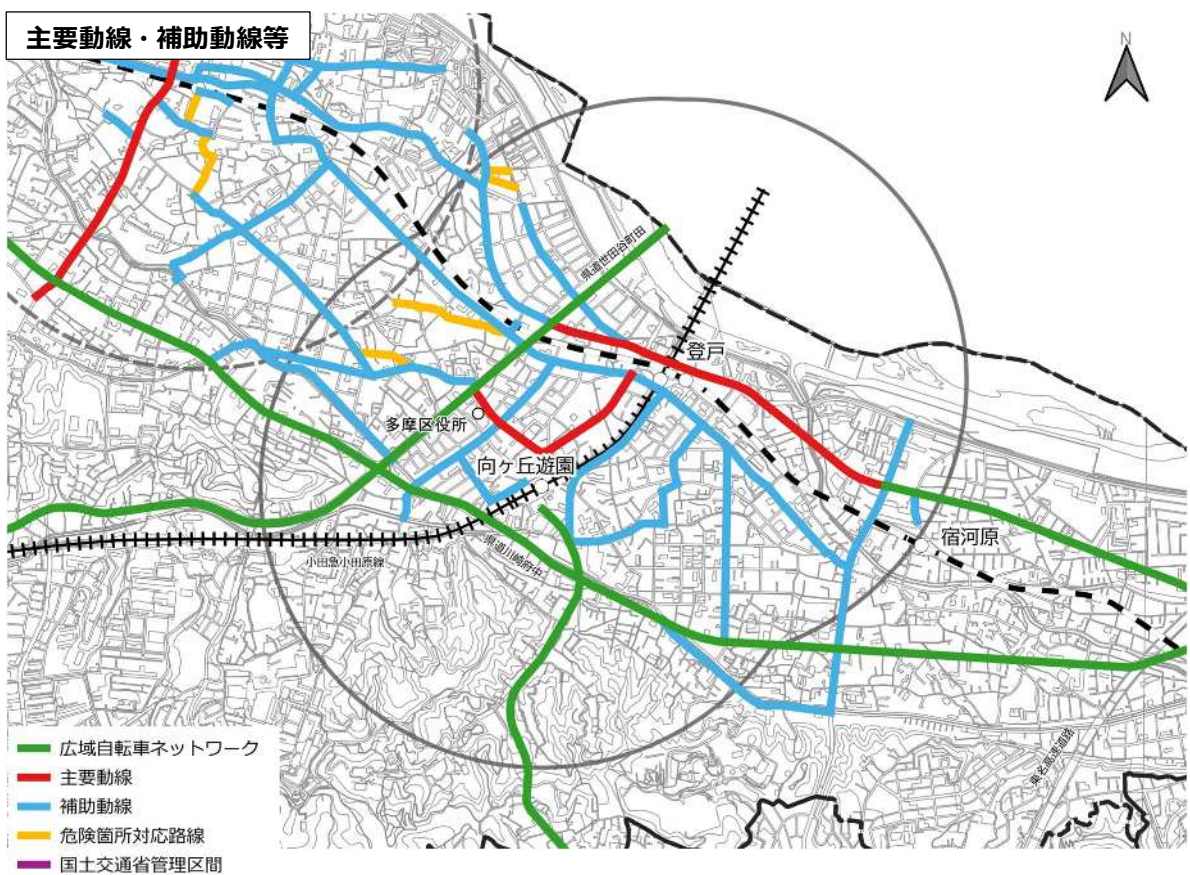 主要動線・補助動線等
N
県道世田谷町田
登戸
多摩区役所
向ヶ丘遊園
宿河原
県道川崎府中
小田急小田原線
東名高速道路
広域自転車ネットワーク
主要動線
補助動線
危険箇所対応路線
国土交通省管理区間